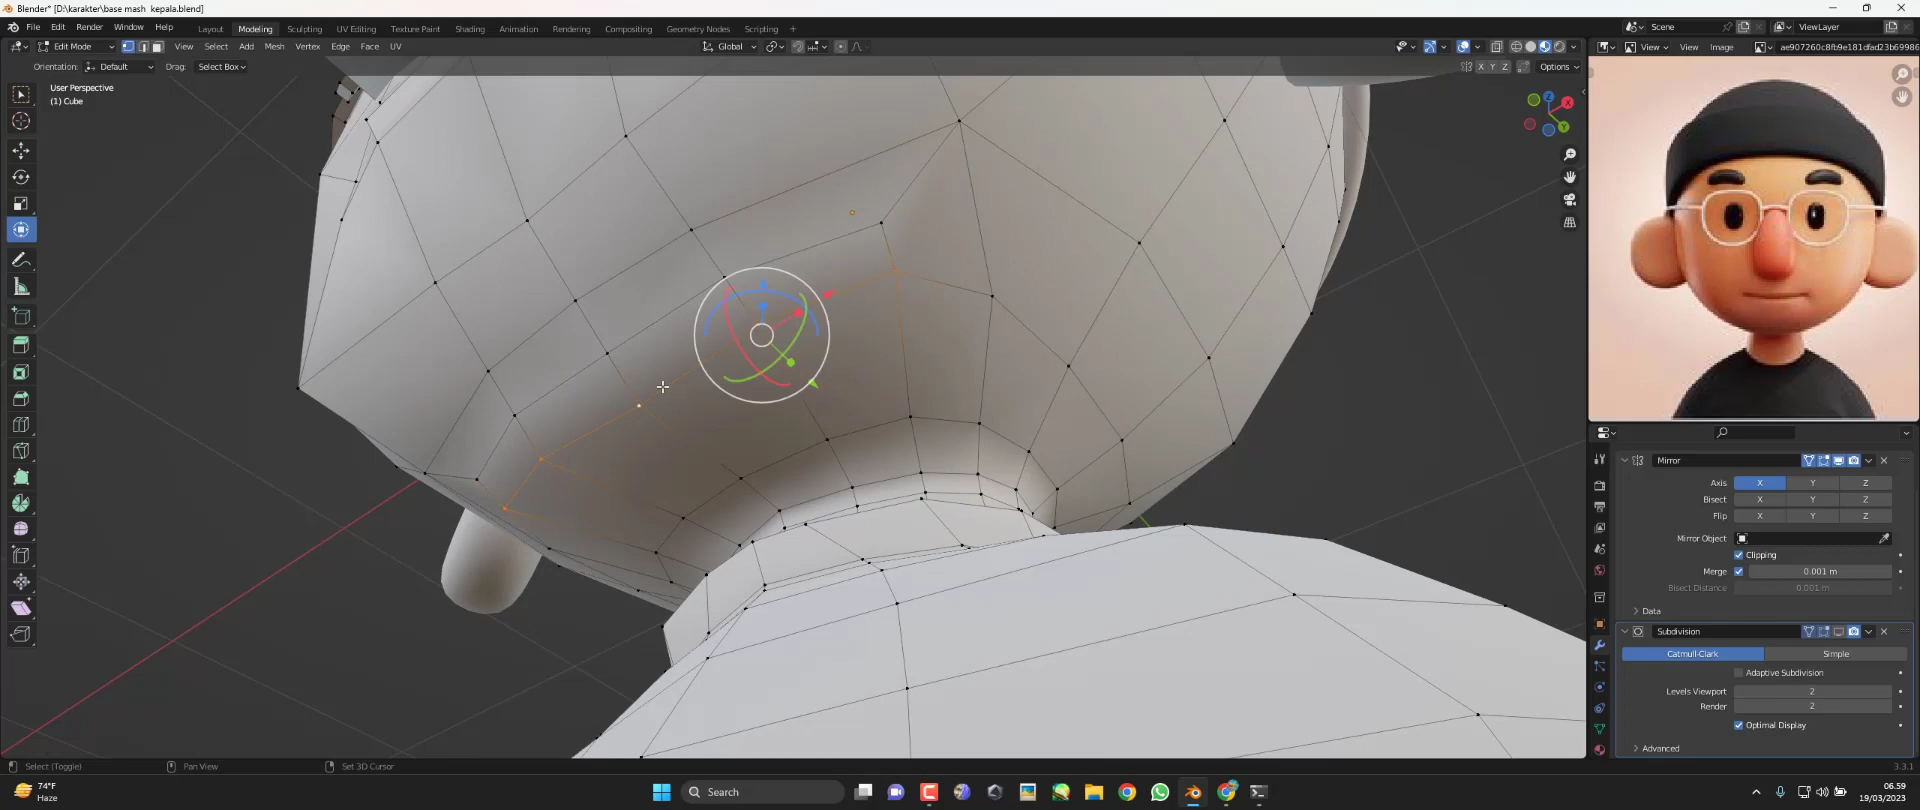 Blender* [D:\karakter\base mash  kepala.blend]
File Edit Render Window Help Layout Modeling Sculpting UV Editing Texture Paint Shading Animation Rendering Compositing Geometry Nodes Scripting + Scene ViewLayer
Edit Mode View Select Add Mesh Vertex Edge Face UV Global View View Image ae907260c8fb9e181dfad23b69986
Orientation: Default Drag: Select Box X Y Z Options
User Perspective
(1) Cube
Z X Y
Mirror
Axis X Y Z
Bisect X Y Z
Flip X Y Z
Mirror Object
Clipping
Merge 0.001 m
Bisect Distance 0.001 m
Data
Subdivision
Catmull-Clark Simple
Adaptive Subdivision
Levels Viewport 2
Render 2
Optimal Display
Advanced
Select (Toggle) Pan View Set 3D Cursor 3.3.1
74°F
Haze
Search
06.59
19/03/2023